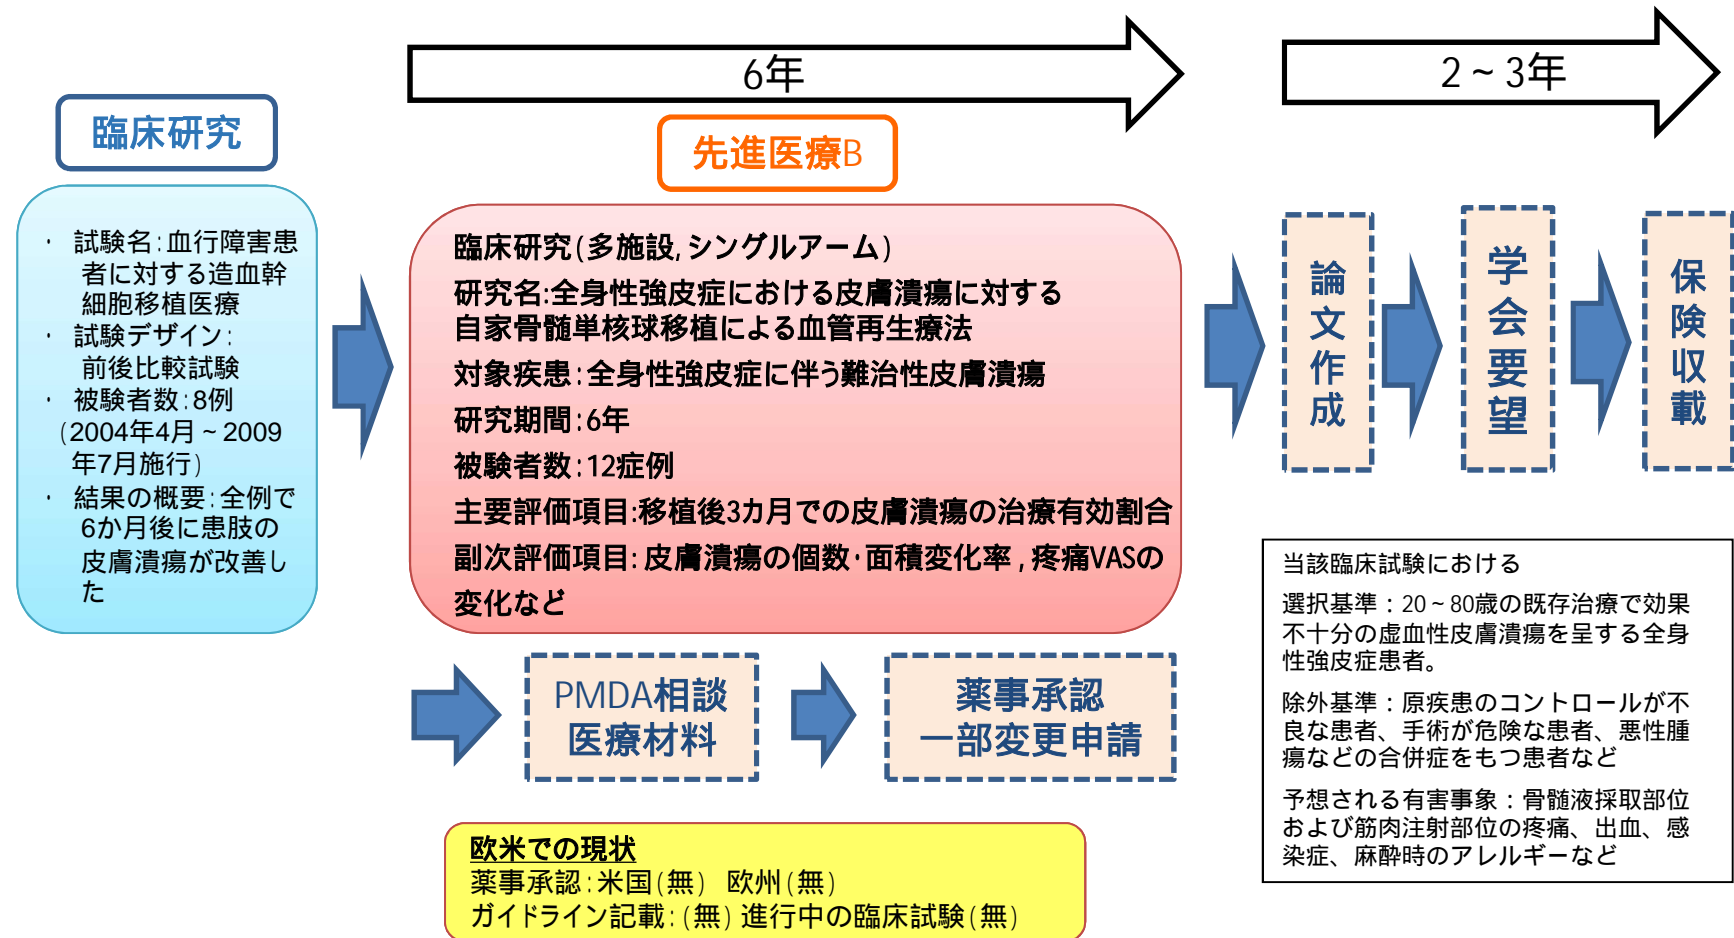 6年
2~3年
臨床研究
先進医療B
· 試験名:血行障害患
者に対する造血幹
細胞移植医療
· 試験デザイン:
前後比較試験
· 被験者数:8例
(2004年4月~2009
年7月施行)
· 結果の概要:全例で
6か月後に患肢の
皮膚潰瘍が改善し
た
臨床研究(多施設,シングルアーム)
研究名:全身性強皮症における皮膚潰瘍に対する
自家骨髄単核球移植による血管再生療法
対象疾患:全身性強皮症に伴う難治性皮膚潰瘍
研究期間:6年
被験者数:12症例
主要評価項目:移植後3カ月での皮膚潰瘍の治療有効割合
副次評価項目:皮膚潰瘍の個数・面積変化率,疼痛VASの
変化など
論文作成
学会要望
保険収載
PMDA相談
医療材料
薬事承認
一部変更申請
欧米での現状
薬事承認:米国(無) 欧州(無)
ガイドライン記載:(無)進行中の臨床試験(無)
当該臨床試験における
選択基準:20~80歳の既存治療で効果
不十分の虚血性皮膚潰瘍を呈する全身
性強皮症患者。
除外基準:原疾患のコントロールが不
良な患者、手術が危険な患者、悪性腫
瘍などの合併症をもつ患者など
予想される有害事象:骨髄液採取部位
および筋肉注射部位の疼痛、出血、感
染症、麻酔時のアレルギーなど